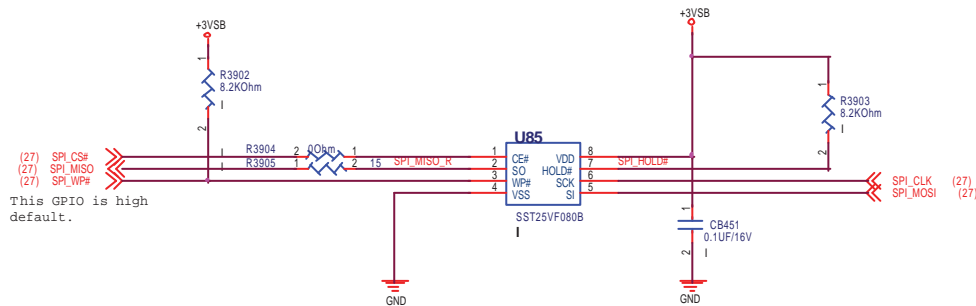 +3VSB
+3VSB
1
R3902
8.2KOhm
I
2
1
R3903
8.2KOhm
I
2
U85
(27) SPI_CS#
R3904 2 0Ohm 1
1 CE# VDD 8
SPI_HOLD#
(27) SPI_MISO
R3905 1 2 15 SPI_MISO_R
2 SO HOLD# 7
(27) SPI_WP#
3 WP# SCK 6
SPI_CLK (27)
4 VSS SI 5
SPI_MOSI (27)
This GPIO is high
default.
SST25VF080B
I
1
CB451
0.1UF/16V
2
I
GND
GND